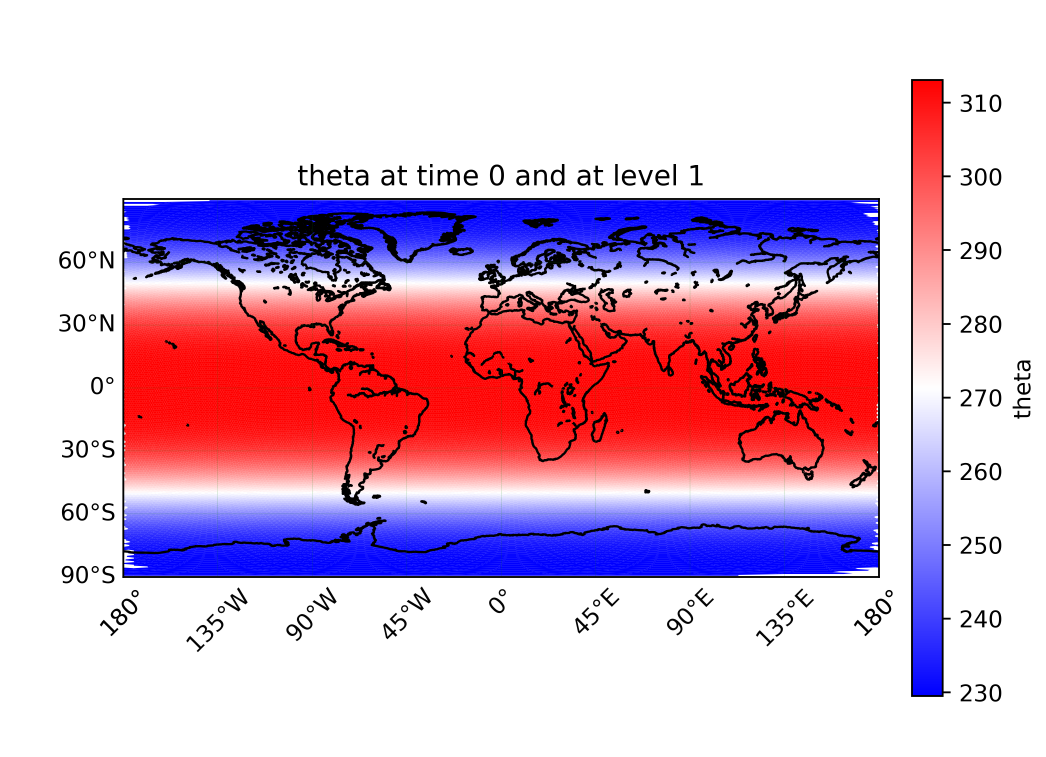 theta at time 0 and at level 1
60°N
30°N
0°
30°S
60°S
90°S
180°
135°W
90°W
45°W
0°
45°E
90°E
135°E
180°
310
300
290
280
270
260
250
240
230
theta